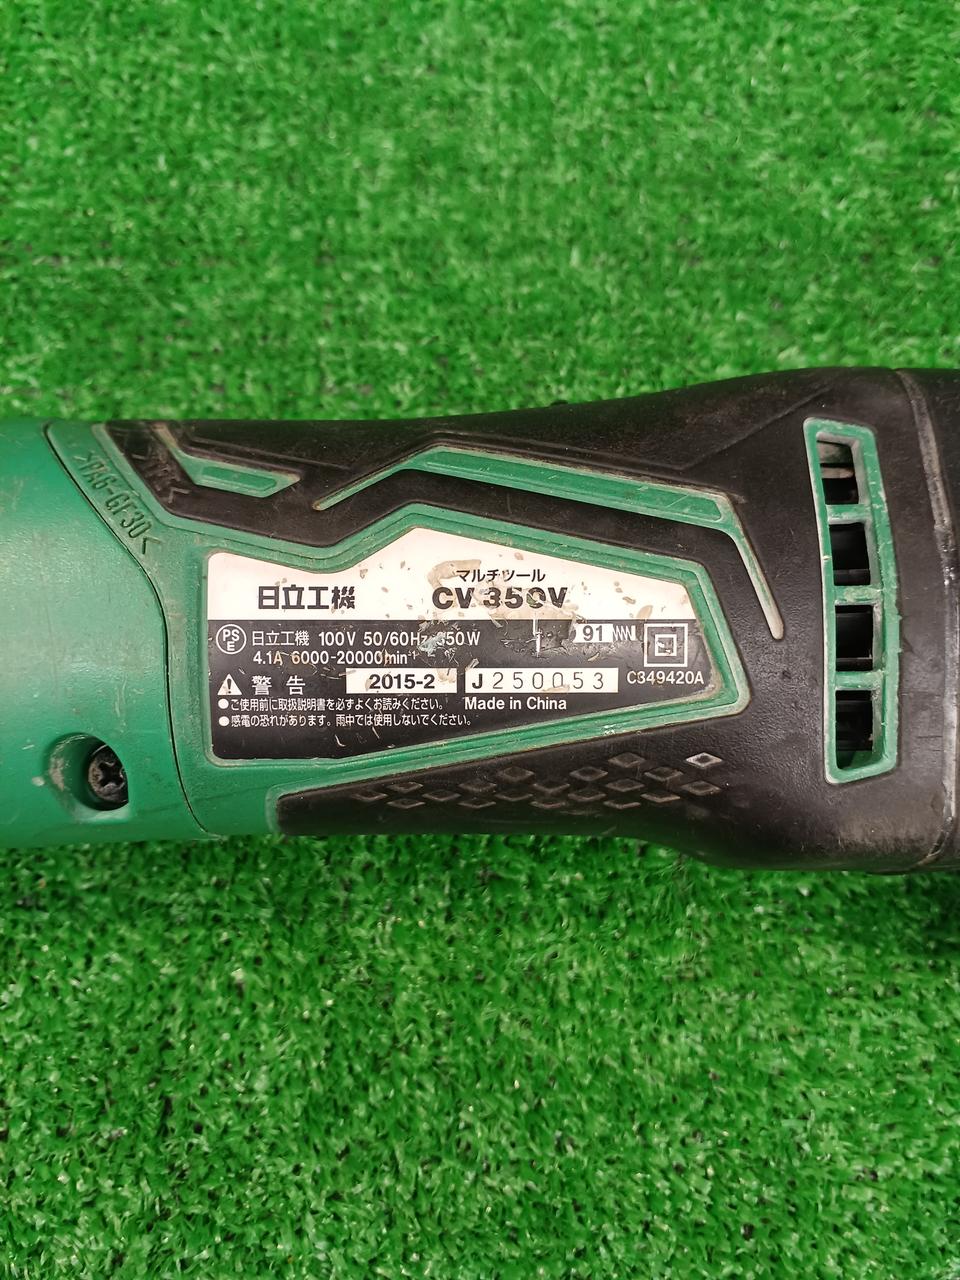 >PA6-GF30<
マルチツール
日立工機 CV 350V
PS E 日立工機 100V 50/60Hz 350W 91
4.1A 6000-20000min⁻¹
警告 2015-2 J250053 C349420A
●ご使用前に取扱説明書を必ずよくお読みください。 Made in China
●感電の恐れがあります。雨中では使用しないでください。